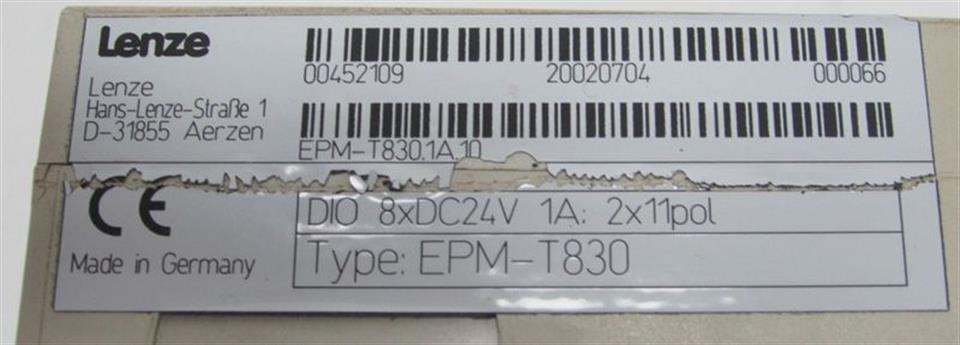 Lenze
00452109 20020704 000066
Lenze
Hans-Lenze-Straße 1
D-31855 Aerzen
EPM-T830.1A.10
CE
DIO 8xDC24V 1A: 2x11pol
Made in Germany
Type: EPM-T830